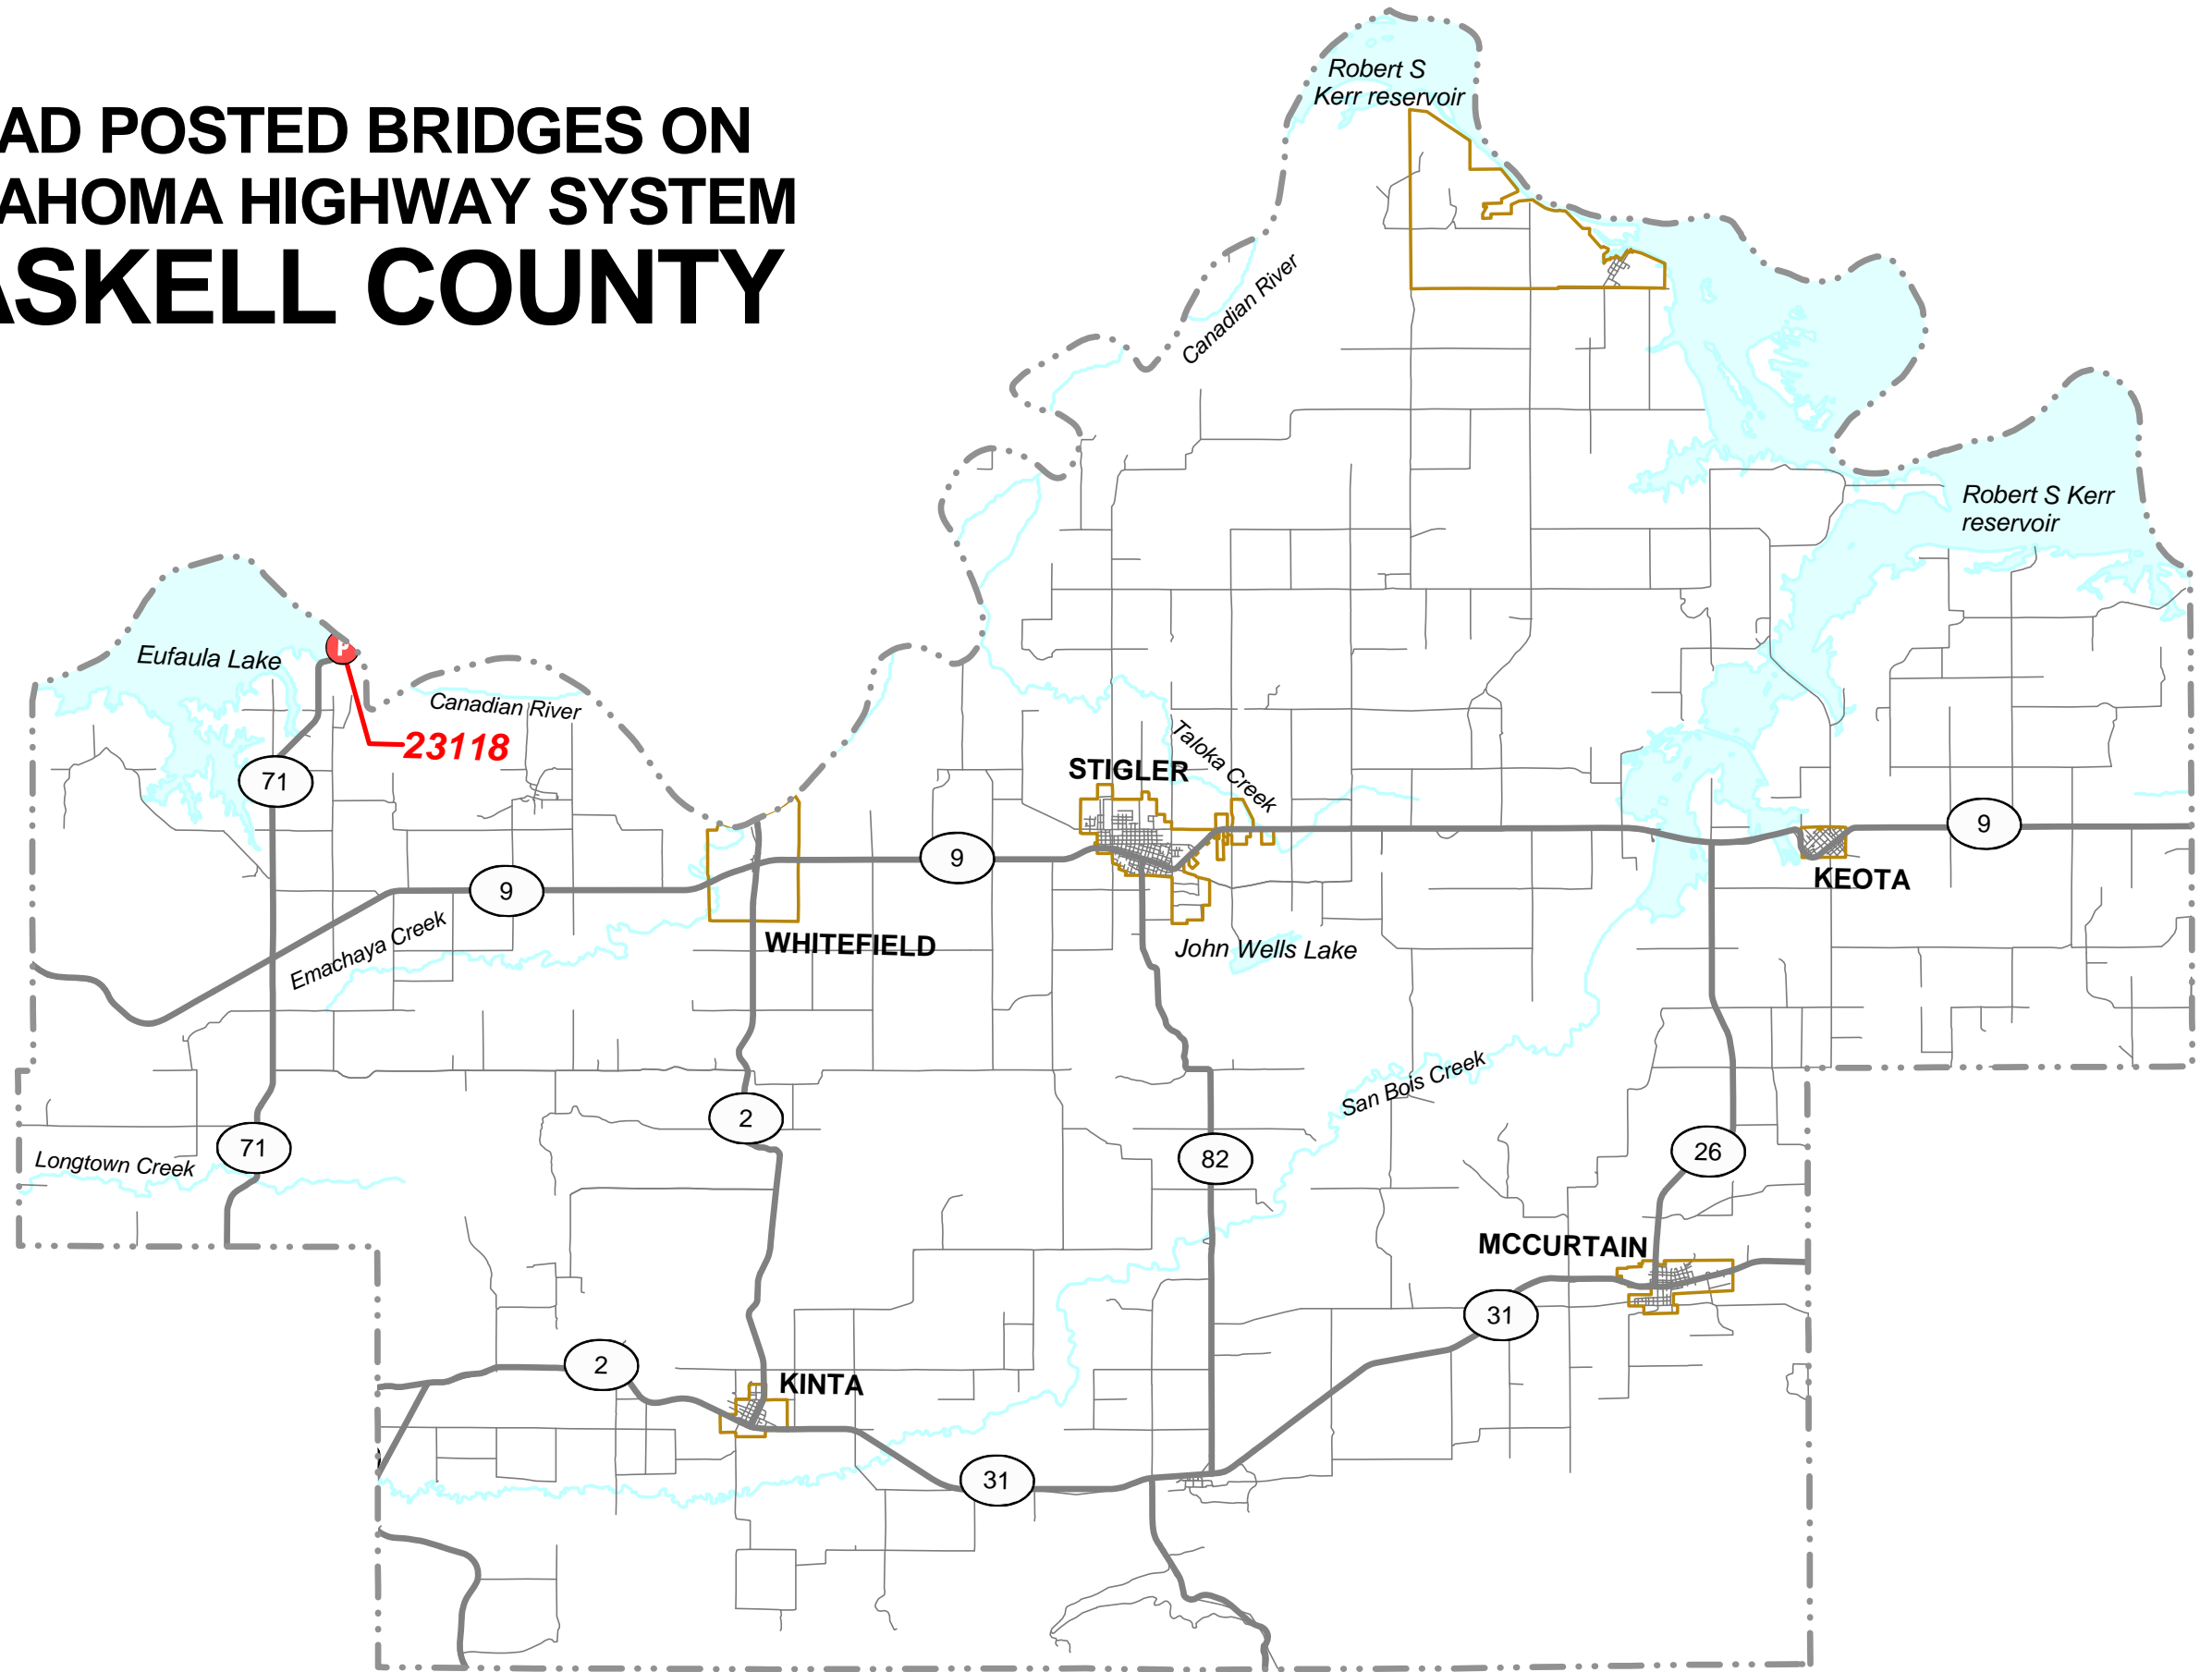 AD POSTED BRIDGES ON
AHOMA HIGHWAY SYSTEM
ASKELL COUNTY
Robert S
Kerr reservoir
Canadian River
Robert S Kerr
reservoir
Eufaula Lake
P
Canadian River
23118
71
Taloka Creek
STIGLER
9
9
9
KEOTA
Emachaya Creek
WHITEFIELD
John Wells Lake
San Bois Creek
2
71
82
26
Longtown Creek
MCCURTAIN
31
2
KINTA
31